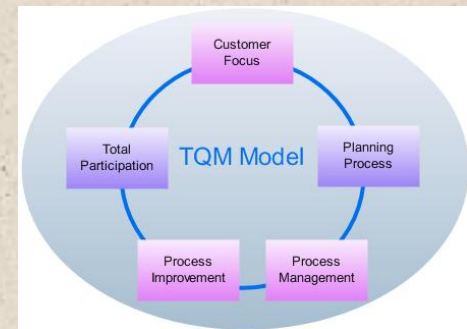 Customer
Focus
Total
Participation
TQM Model
Planning
Process
Process
Improvement
Process
Management